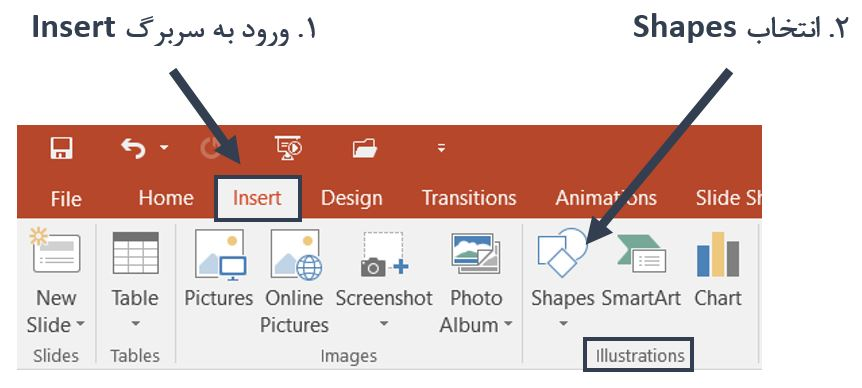 ۱. ورود به سربرگ Insert
۲. انتخاب Shapes
File Home Insert Design Transitions Animations Slide Sh
New Slide
Table
Pictures
Online Pictures
Screenshot
Photo Album
Shapes
SmartArt
Chart
Slides
Tables
Images
Illustrations